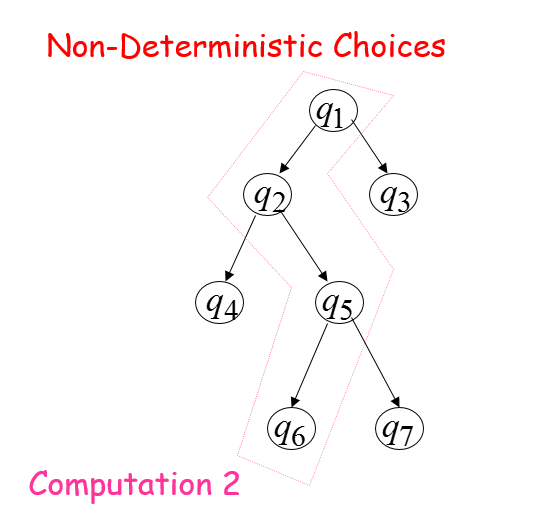 Non-Deterministic Choices
q1
q2 q3
q4 q5
q6 q7
Computation 2